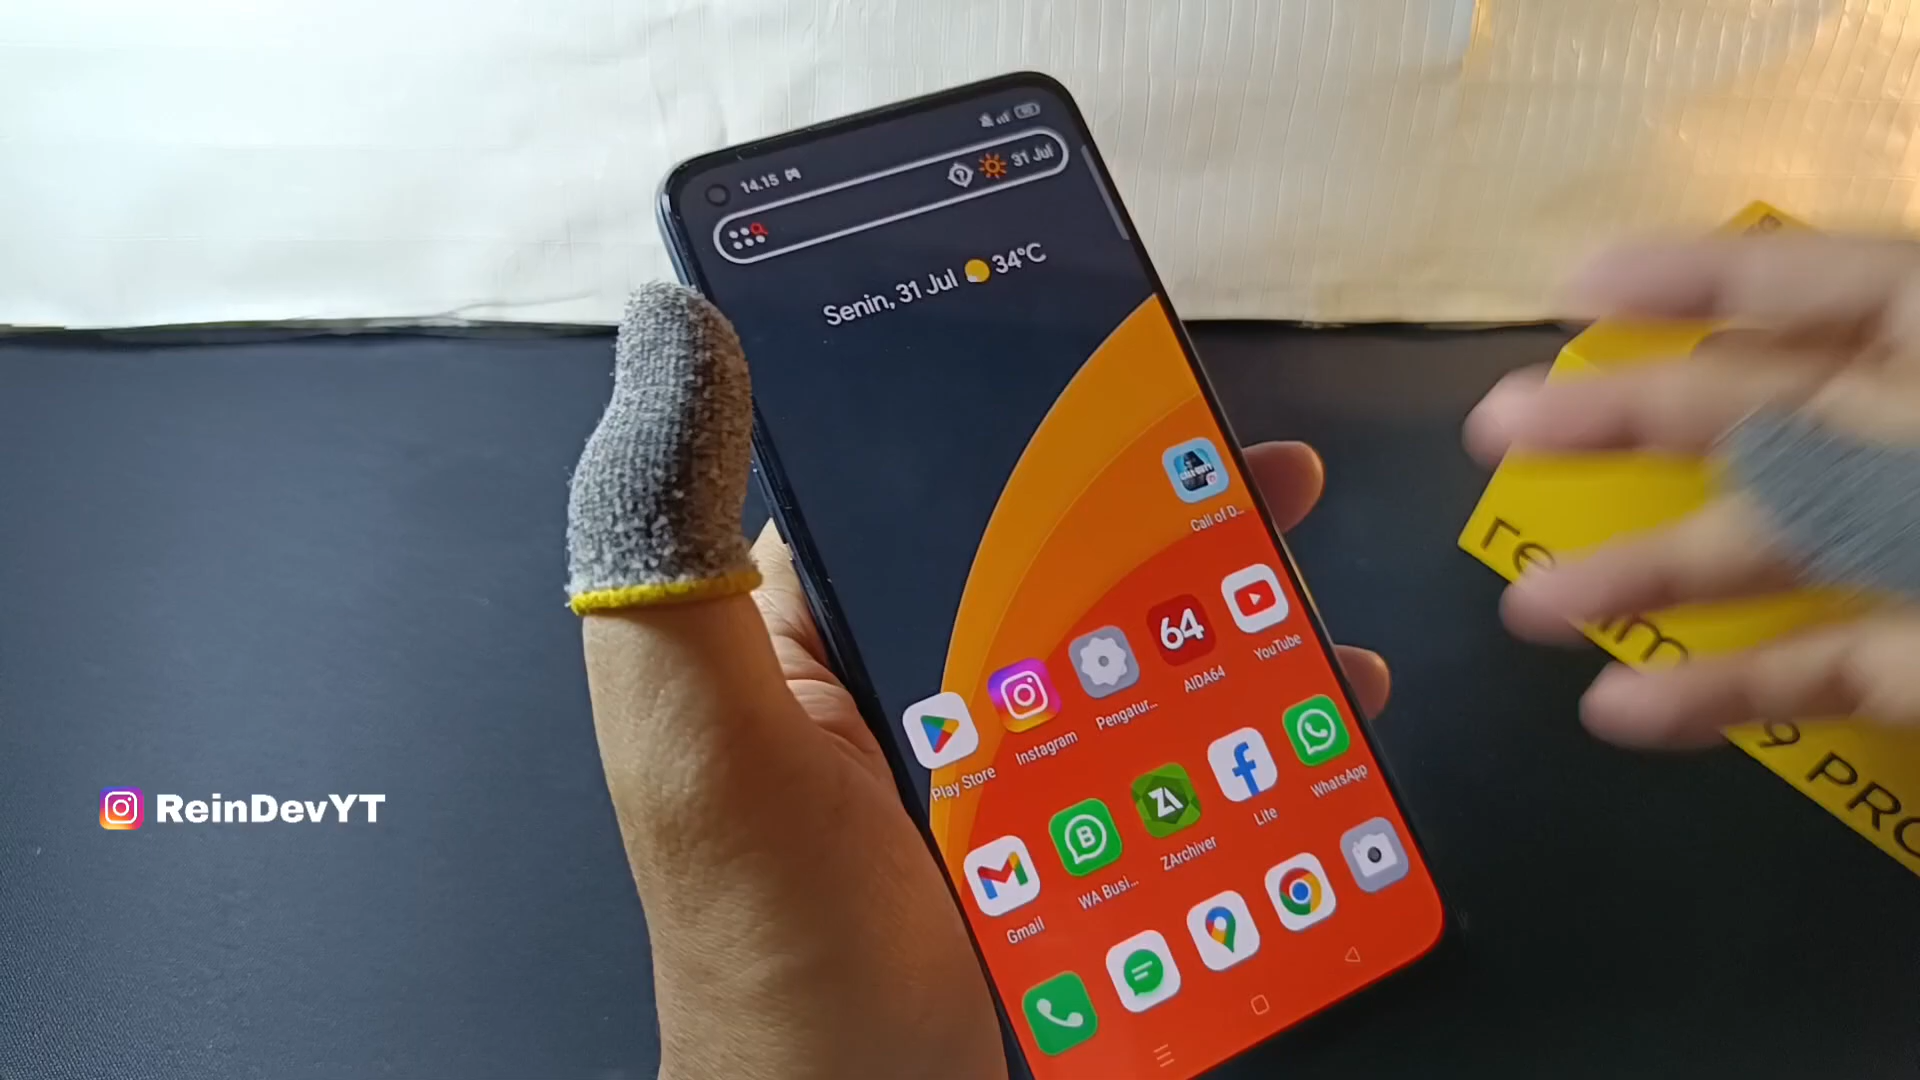 14.15
31 Jul
Senin, 31 Jul 34°C
Call of D...
64
YouTube
AIDA64
Pengatur...
Instagram
Play Store
WhatsApp
Lite
ZArchiver
WA Busi...
Gmail
ReinDevYT
9 PRO